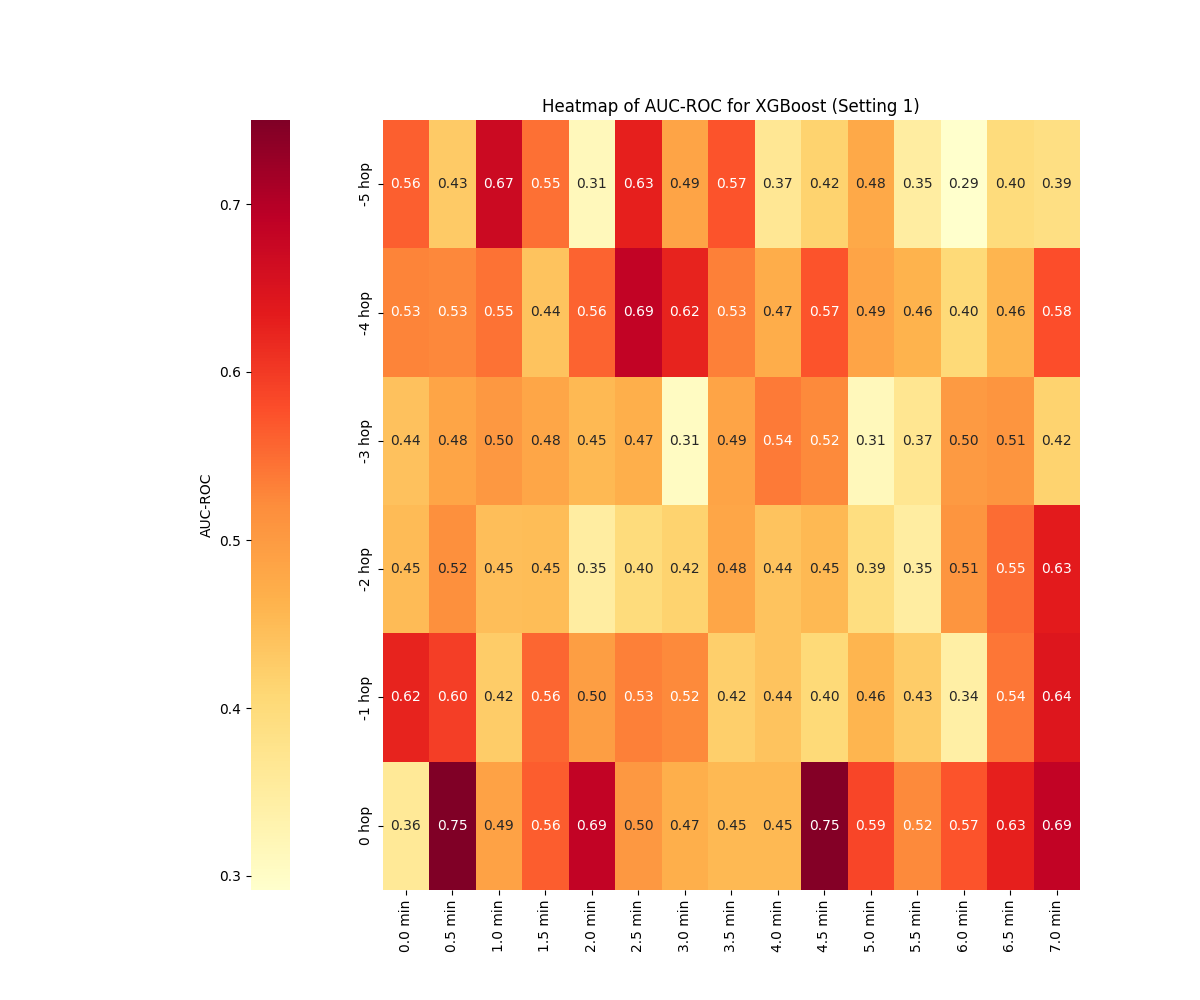 Heatmap of AUC-ROC for XGBoost (Setting 1)
AUC-ROC
0.7
0.6
0.5
0.4
0.3
-5 hop 0.56 0.43 0.67 0.55 0.31 0.63 0.49 0.57 0.37 0.42 0.48 0.35 0.29 0.40 0.39
-4 hop 0.53 0.53 0.55 0.44 0.56 0.69 0.62 0.53 0.47 0.57 0.49 0.46 0.40 0.46 0.58
-3 hop 0.44 0.48 0.50 0.48 0.45 0.47 0.31 0.49 0.54 0.52 0.31 0.37 0.50 0.51 0.42
-2 hop 0.45 0.52 0.45 0.45 0.35 0.40 0.42 0.48 0.44 0.45 0.39 0.35 0.51 0.55 0.63
-1 hop 0.62 0.60 0.42 0.56 0.50 0.53 0.52 0.42 0.44 0.40 0.46 0.43 0.34 0.54 0.64
0 hop 0.36 0.75 0.49 0.56 0.69 0.50 0.47 0.45 0.45 0.75 0.59 0.52 0.57 0.63 0.69
0.0 min 0.5 min 1.0 min 1.5 min 2.0 min 2.5 min 3.0 min 3.5 min 4.0 min 4.5 min 5.0 min 5.5 min 6.0 min 6.5 min 7.0 min